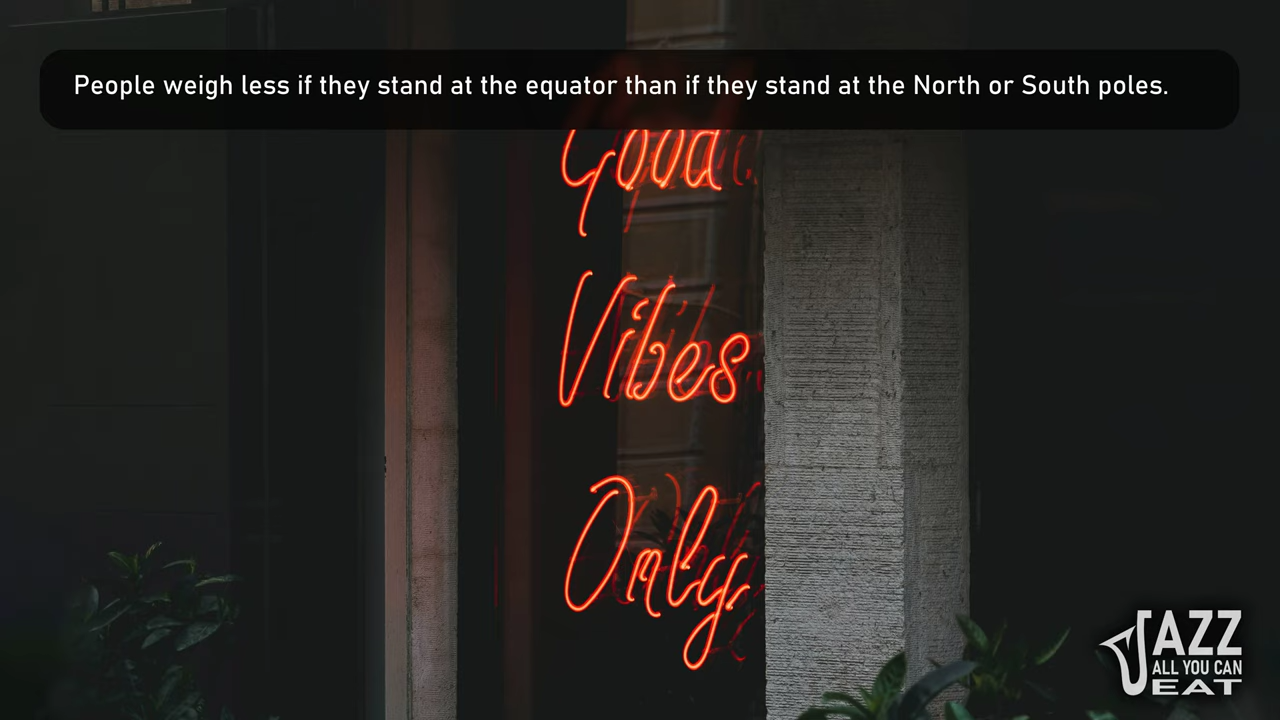 People weigh less if they stand at the equator than if they stand at the North or South poles.
Good
Vibes
Only
JAZZ
ALL YOU CAN
EAT